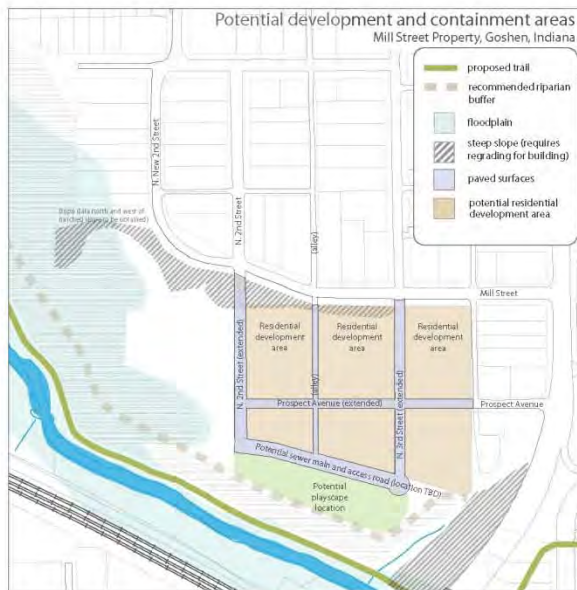 Potential development and containment areas
Mill Street Property, Goshen, Indiana
proposed trail
recommended riparian
buffer
floodplain
steep slope (requires
regrading for building)
paved surfaces
potential residential
development area
N. New 2nd Street
N. 2nd Street
(alley)
Mill Street
Residential
development
area
Residential
development
area
Residential
development
area
N. 2nd Street (extended)
(alley)
N. 3rd Street (extended)
Prospect Avenue (extended)
Prospect Avenue
Potential sewer main and access road (location TBD)
Potential
playscape
location